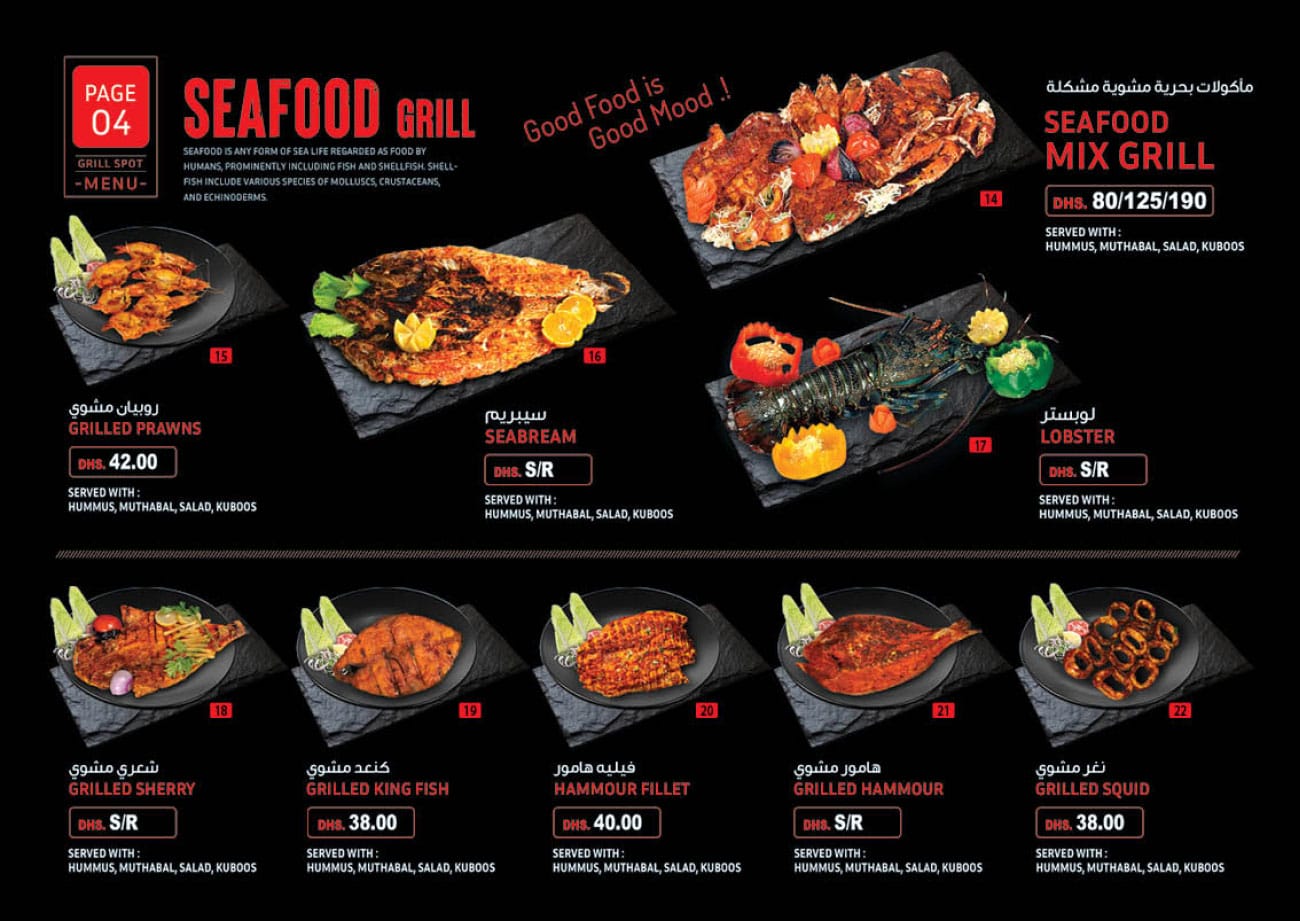 PAGE
04
GRILL SPOT
-MENU-
SEAFOOD GRILL
SEAFOOD IS ANY FORM OF SEA LIFE REGARDED AS FOOD BY
HUMANS, PROMINENTLY INCLUDING FISH AND SHELLFISH. SHELL-
FISH INCLUDE VARIOUS SPECIES OF MOLLUSCS, CRUSTACEANS,
AND ECHINODERMS.
Good Food is
Good Mood .!
14
مأكولات بحرية مشوية مشكلة
SEAFOOD
MIX GRILL
DHS. 80/125/190
SERVED WITH :
HUMMUS, MUTHABAL, SALAD, KUBOOS
15
روبيان مشوي
GRILLED PRAWNS
DHS. 42.00
SERVED WITH :
HUMMUS, MUTHABAL, SALAD, KUBOOS
16
سيبريم
SEABREAM
DHS. S/R
SERVED WITH :
HUMMUS, MUTHABAL, SALAD, KUBOOS
17
لوبستر
LOBSTER
DHS. S/R
SERVED WITH :
HUMMUS, MUTHABAL, SALAD, KUBOOS
18
شعري مشوي
GRILLED SHERRY
DHS. S/R
SERVED WITH :
HUMMUS, MUTHABAL, SALAD, KUBOOS
19
كنعد مشوي
GRILLED KING FISH
DHS. 38.00
SERVED WITH :
HUMMUS, MUTHABAL, SALAD, KUBOOS
20
فيليه هامور
HAMMOUR FILLET
DHS. 40.00
SERVED WITH :
HUMMUS, MUTHABAL, SALAD, KUBOOS
21
هامور مشوي
GRILLED HAMMOUR
DHS. S/R
SERVED WITH :
HUMMUS, MUTHABAL, SALAD, KUBOOS
22
نغر مشوي
GRILLED SQUID
DHS. 38.00
SERVED WITH :
HUMMUS, MUTHABAL, SALAD, KUBOOS